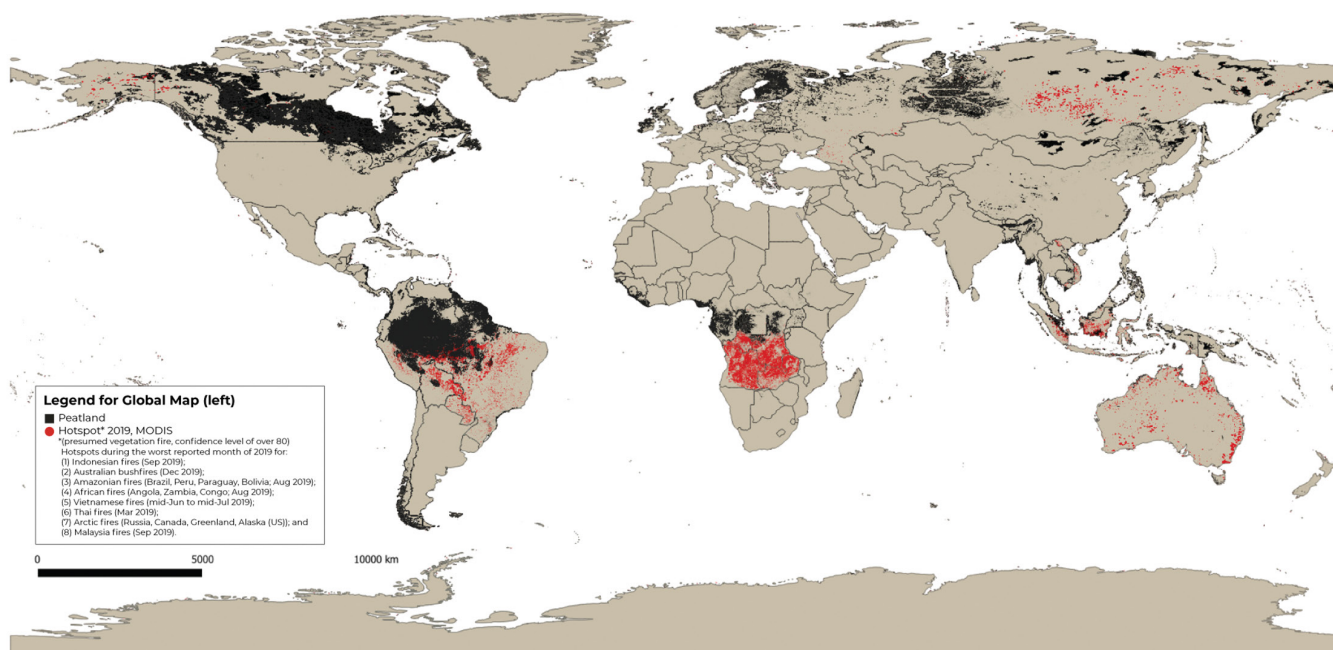 Legend for Global Map (left)
Peatland
Hotspot* 2019, MODIS
*(presumed vegetation fire, confidence level of over 80)
Hotspots during the worst reported month of 2019 for:
(1) Indonesian fires (Sep 2019);
(2) Australian bushfires (Dec 2019);
(3) Amazonian fires (Brazil, Peru, Paraguay, Bolivia; Aug 2019);
(4) African fires (Angola, Zambia, Congo; Aug 2019);
(5) Vietnamese fires (mid-Jun to mid-Jul 2019);
(6) Thai fires (Mar 2019);
(7) Arctic fires (Russia, Canada, Greenland, Alaska (US)); and
(8) Malaysia fires (Sep 2019).
0 5000 10000 km